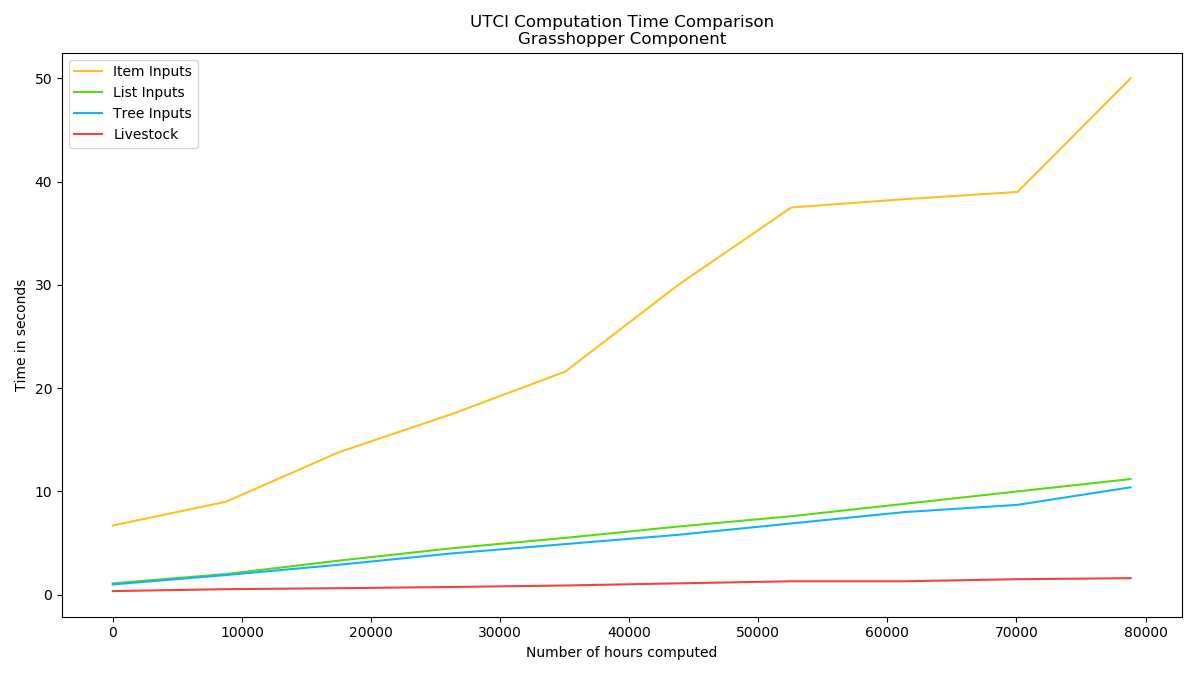 UTCI Computation Time Comparison
Grasshopper Component
Item Inputs
List Inputs
Tree Inputs
Livestock
Time in seconds
50
40
30
20
10
0
0 10000 20000 30000 40000 50000 60000 70000 80000
Number of hours computed